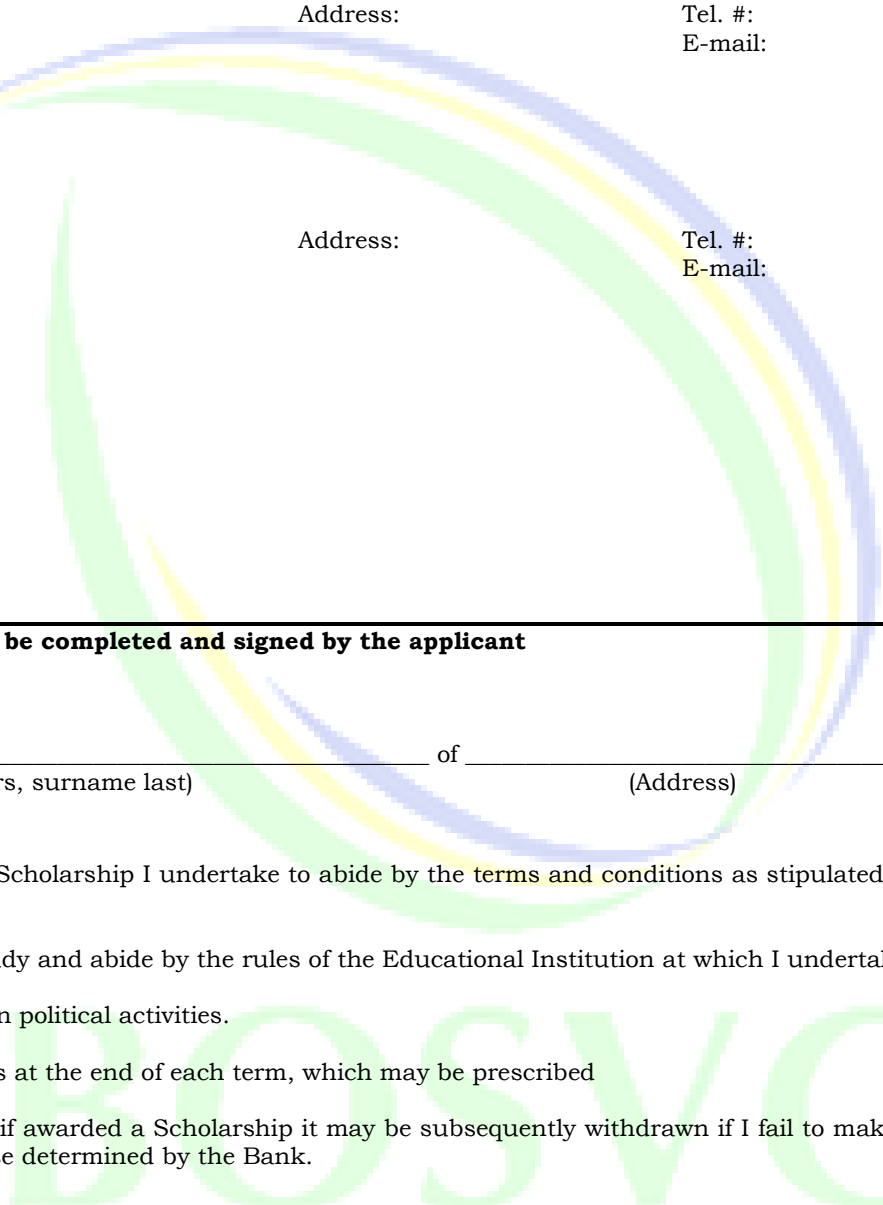 Address: Tel. #:
E-mail:
Address: Tel. #:
E-mail:
be completed and signed by the applicant
___________________________________ of ___________________________________
rs, surname last) (Address)
Scholarship I undertake to abide by the terms and conditions as stipulated
dy and abide by the rules of the Educational Institution at which I underta
n political activities.
s at the end of each term, which may be prescribed
if awarded a Scholarship it may be subsequently withdrawn if I fail to mak
e determined by the Bank.
BOSVC